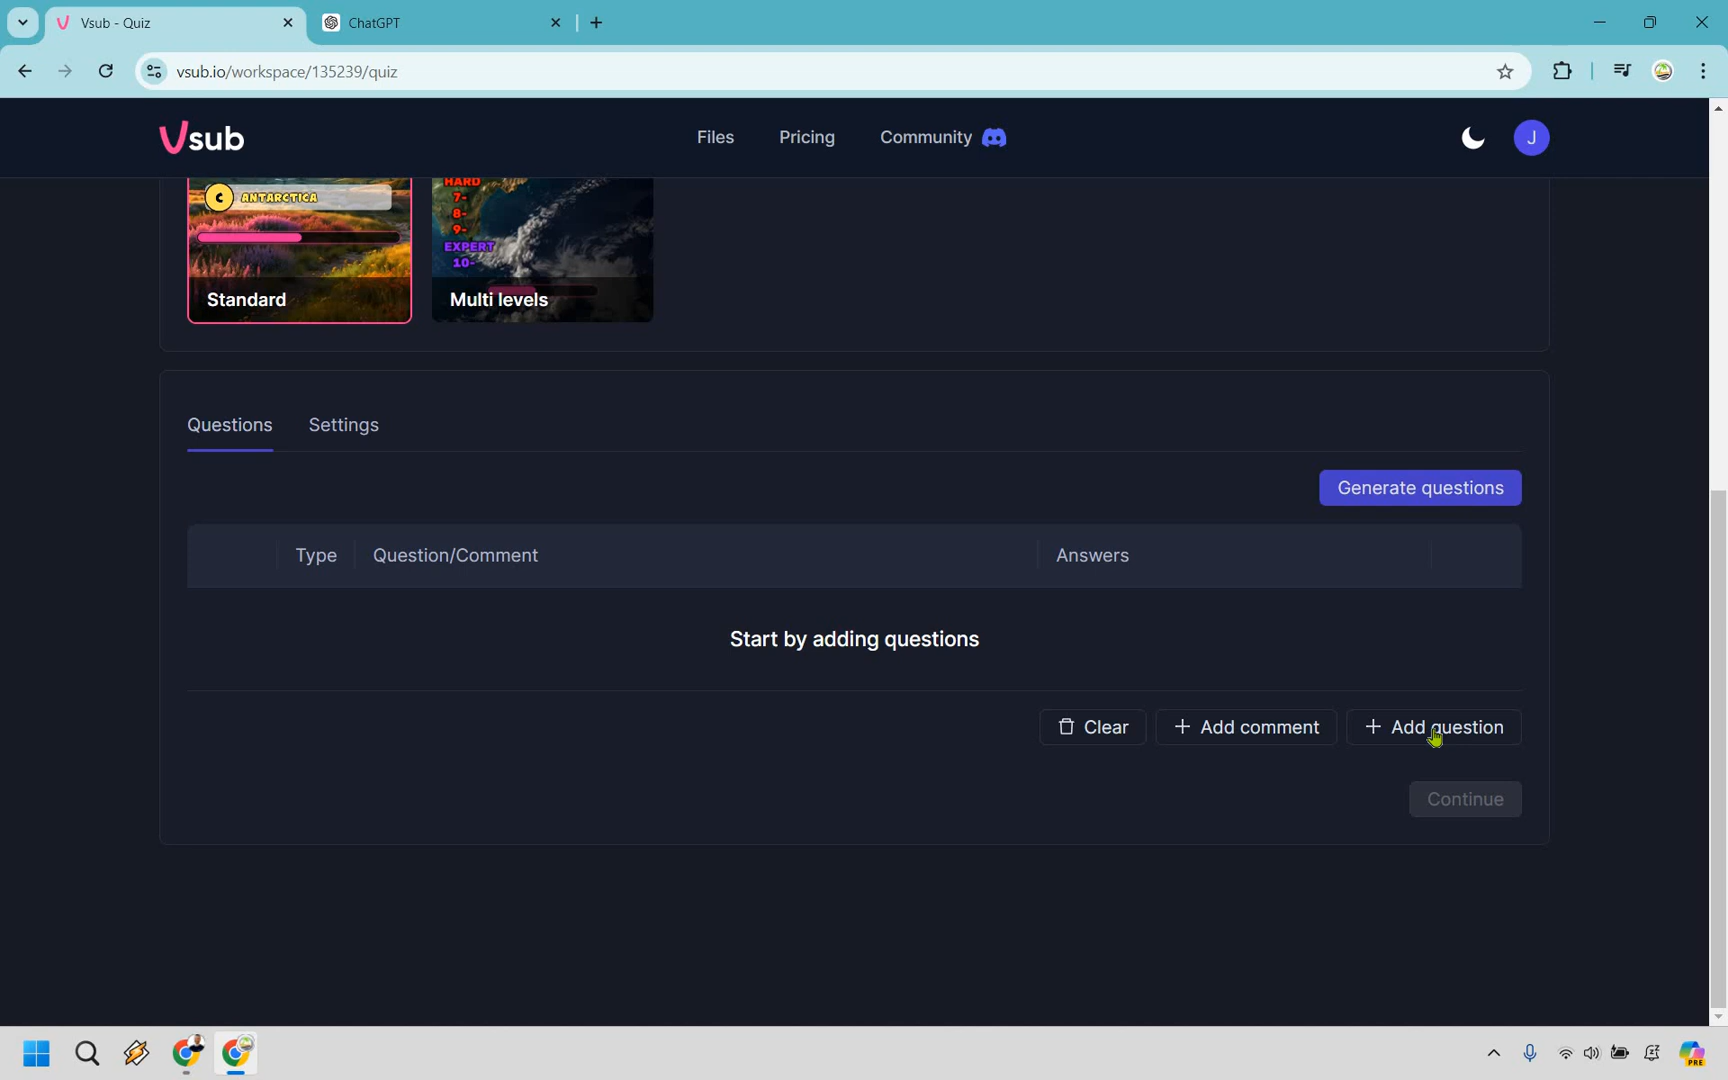 Vsub - Quiz
ChatGPT
vsub.io/workspace/135239/quiz
Vsub
Files
Pricing
Community
J
C ANTARCTICA
Standard
HARD
7-
8-
9-
EXPERT
10-
Multi levels
Questions
Settings
Generate questions
Type
Question/Comment
Answers
Start by adding questions
Clear
+ Add comment
+ Add question
Continue
PRE